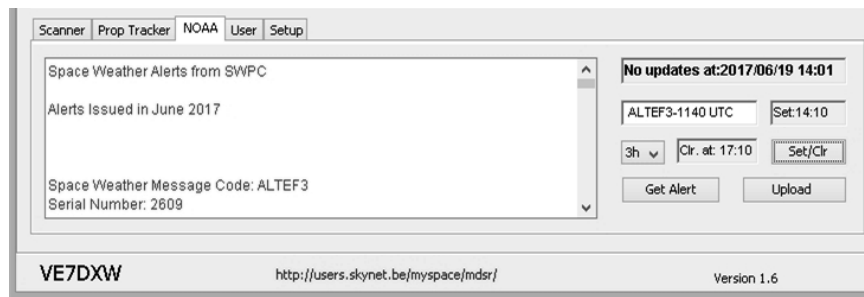 Scanner Prop Tracker NOAA User Setup
Space Weather Alerts from SWPC
Alerts Issued in June 2017
Space Weather Message Code: ALTEF3
Serial Number: 2609
No updates at:2017/06/19 14:01
ALTEF3-1140 UTC Set:14:10
3h Clr. at: 17:10 Set/Clr
Get Alert Upload
VE7DXW http://users.skynet.be/myspace/mdsr/ Version 1.6